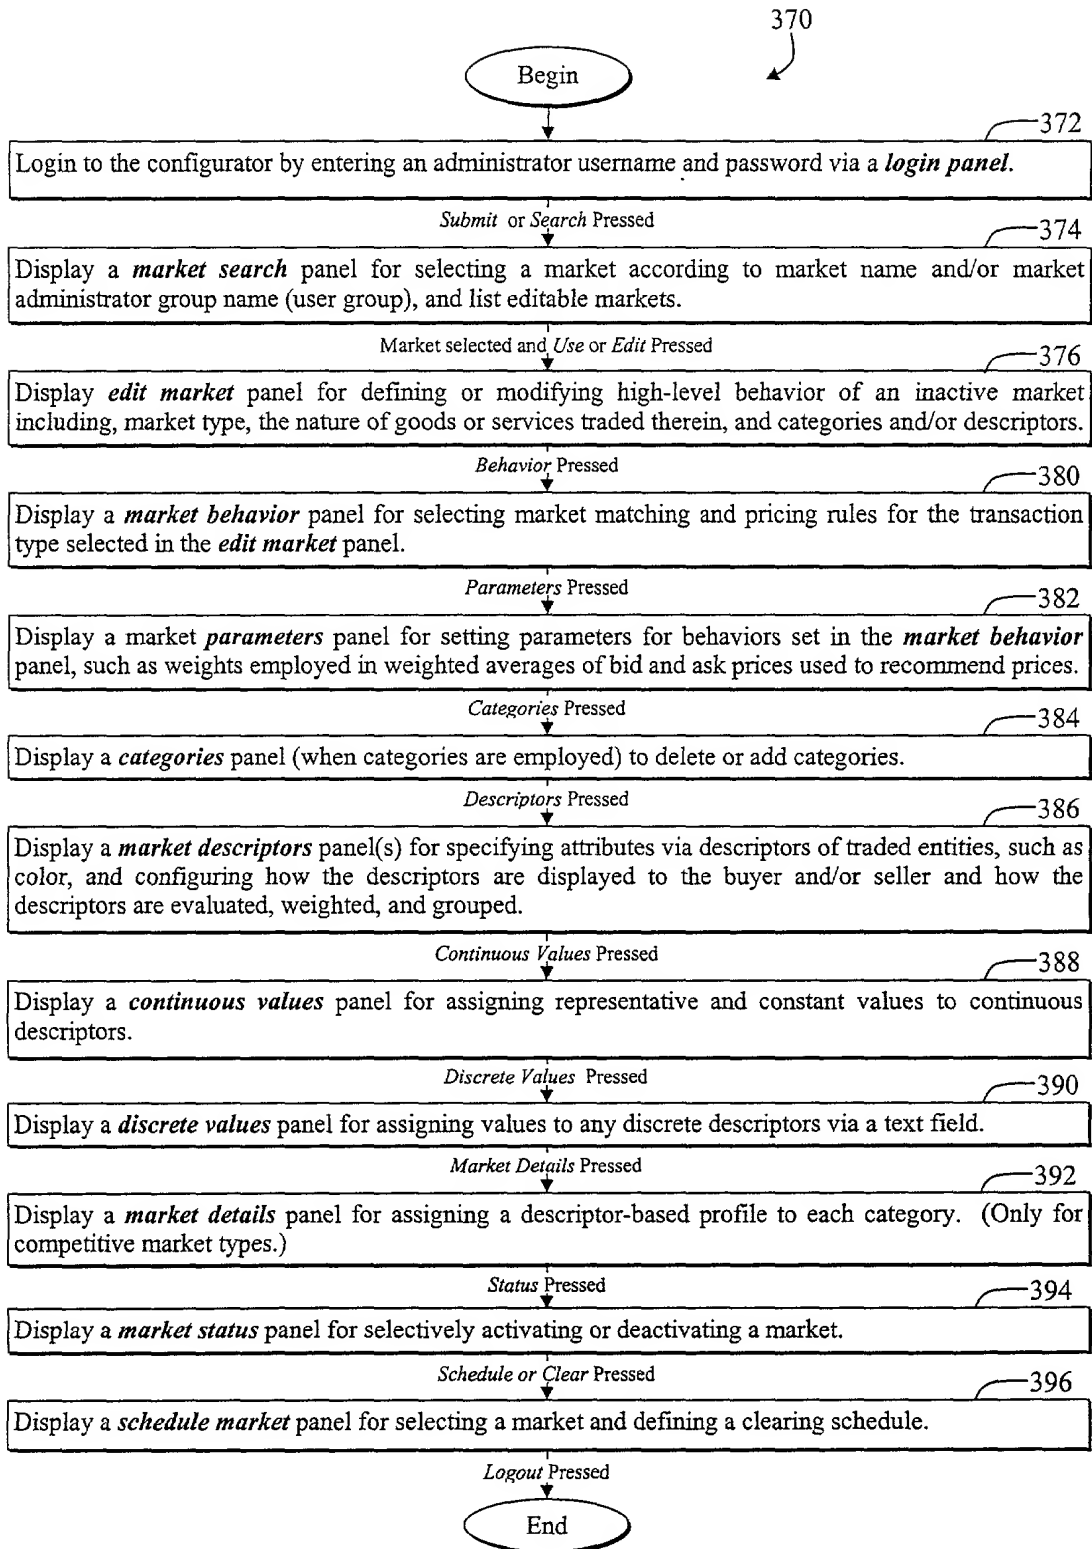 370
Begin
372
Login to the configurator by entering an administrator username and password via a login panel.
Submit or Search Pressed
374
Display a market search panel for selecting a market according to market name and/or market
administrator group name (user group), and list editable markets.
Market selected and Use or Edit Pressed
376
Display edit market panel for defining or modifying high-level behavior of an inactive market
including, market type, the nature of goods or services traded therein, and categories and/or descriptors.
Behavior Pressed
380
Display a market behavior panel for selecting market matching and pricing rules for the transaction
type selected in the edit market panel.
Parameters Pressed
382
Display a market parameters panel for setting parameters for behaviors set in the market behavior
panel, such as weights employed in weighted averages of bid and ask prices used to recommend prices.
Categories Pressed
384
Display a categories panel (when categories are employed) to delete or add categories.
Descriptors Pressed
386
Display a market descriptors panel(s) for specifying attributes via descriptors of traded entities, such as
color, and configuring how the descriptors are displayed to the buyer and/or seller and how the
descriptors are evaluated, weighted, and grouped.
Continuous Values Pressed
388
Display a continuous values panel for assigning representative and constant values to continuous
descriptors.
Discrete Values Pressed
390
Display a discrete values panel for assigning values to any discrete descriptors via a text field.
Market Details Pressed
392
Display a market details panel for assigning a descriptor-based profile to each category. (Only for
competitive market types.)
Status Pressed
394
Display a market status panel for selectively activating or deactivating a market.
Schedule or Clear Pressed
396
Display a schedule market panel for selecting a market and defining a clearing schedule.
Logout Pressed
End